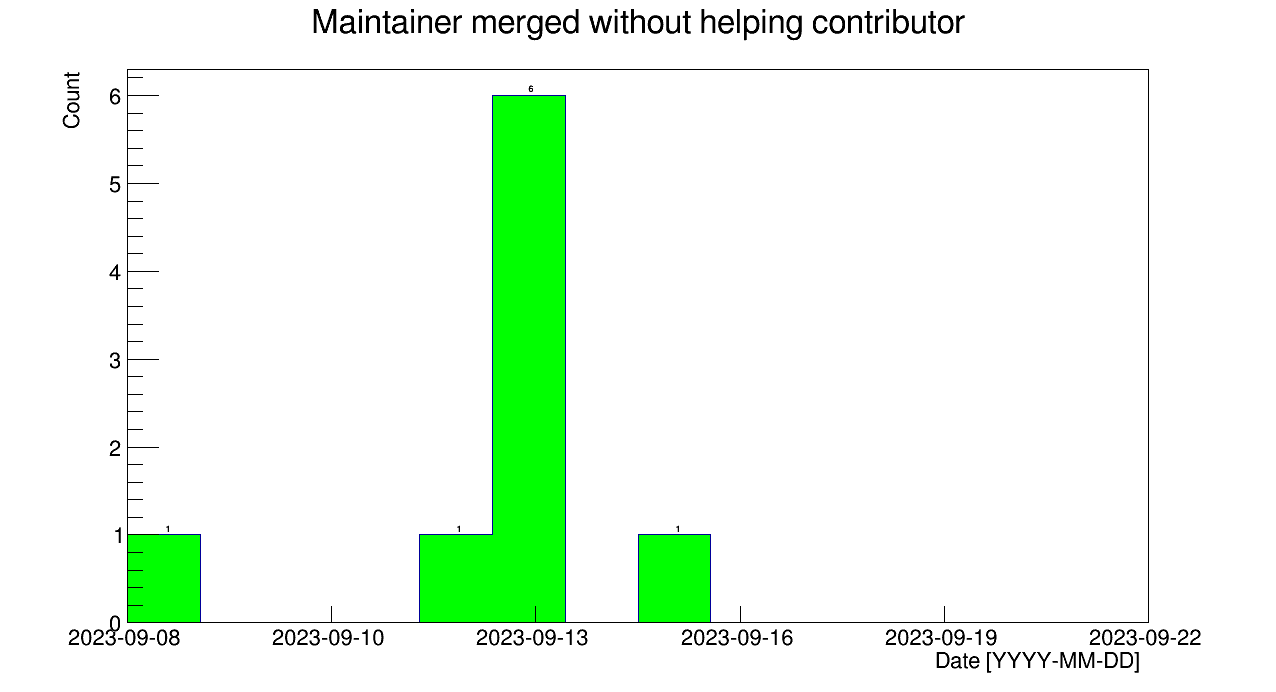 Maintainer merged without helping contributor
Count
6
5
4
3
2
1
0
6
1
1
1
2023-09-08 2023-09-10 2023-09-13 2023-09-16 2023-09-19 2023-09-22
Date [YYYY-MM-DD]